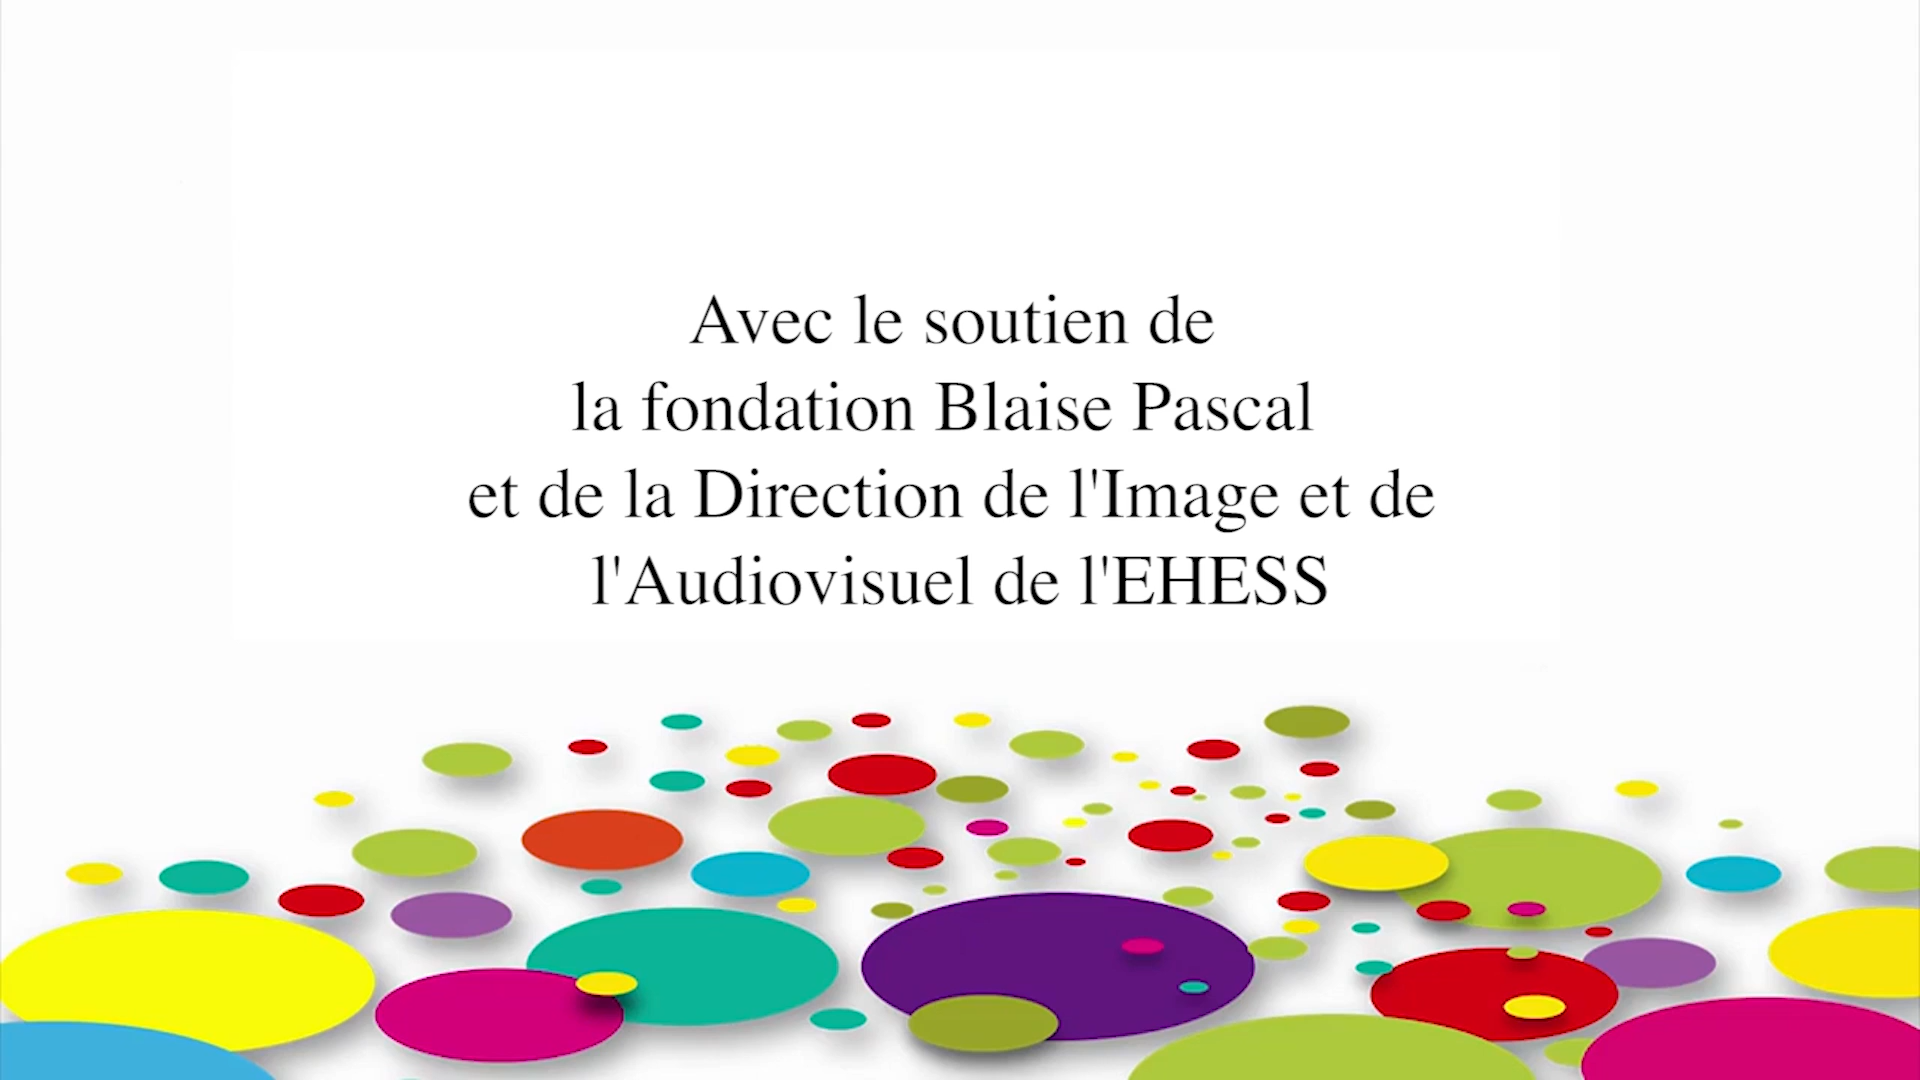 Avec le soutien de
la fondation Blaise Pascal
et de la Direction de l'Image et de
l'Audiovisuel de l'EHESS